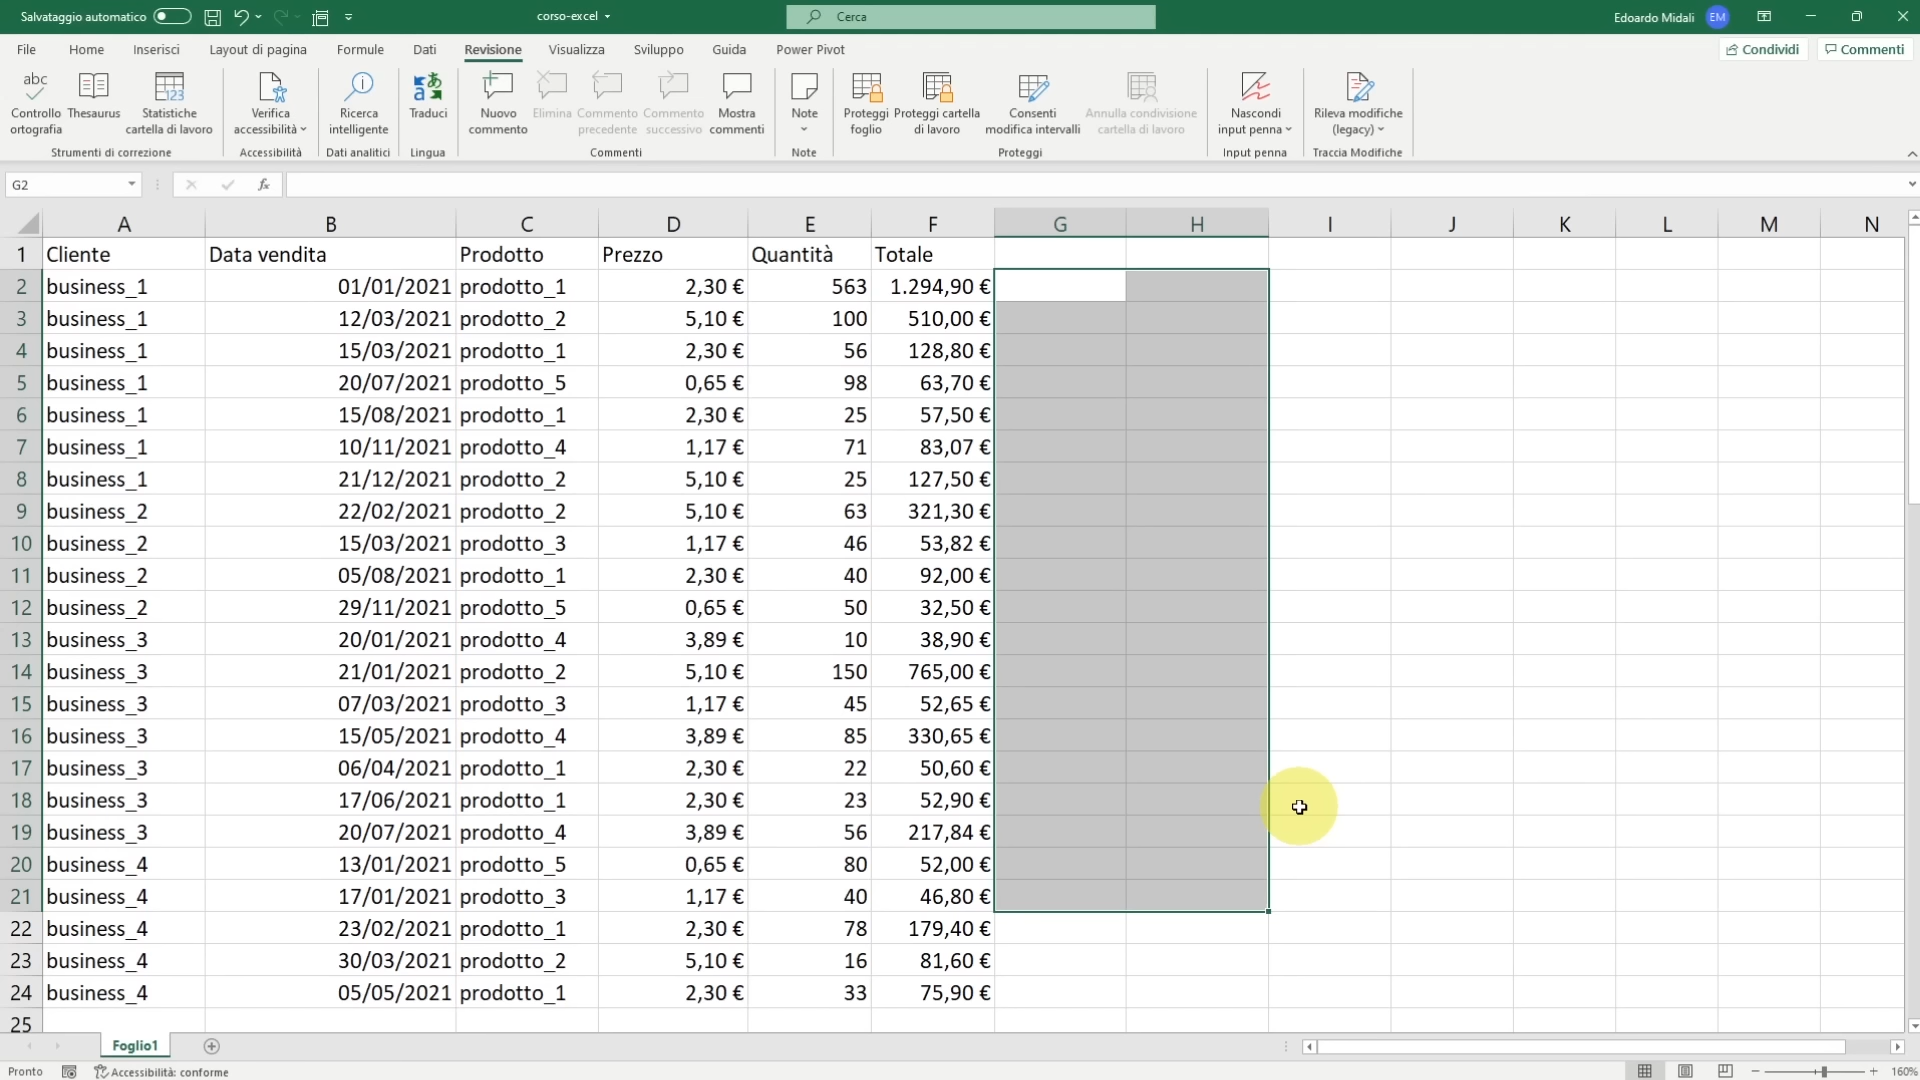 Salvataggio automatico
corso-excel
Cerca
Edoardo Midali
EM
File Home Inserisci Layout di pagina Formule Dati Revisione Visualizza Sviluppo Guida Power Pivot
Condividi
Commenti
abc
Controllo ortografia
Thesaurus
123
Statistiche cartella di lavoro
Verifica accessibilità
Ricerca intelligente
Traduci
Nuovo commento
Elimina
Commento precedente
Commento successivo
Mostra commenti
Note
Proteggi foglio
Proteggi cartella di lavoro
Consenti modifica intervalli
Annulla condivisione cartella di lavoro
Nascondi input penna
Rileva modifiche (legacy)
Strumenti di correzione
Accessibilità
Dati analitici
Lingua
Commenti
Note
Proteggi
Input penna
Traccia Modifiche
G2
fx
A B C D E F G H I J K L M N
1 Cliente Data vendita Prodotto Prezzo Quantità Totale
2 business_1 01/01/2021 prodotto_1 2,30 € 563 1.294,90 €
3 business_1 12/03/2021 prodotto_2 5,10 € 100 510,00 €
4 business_1 15/03/2021 prodotto_1 2,30 € 56 128,80 €
5 business_1 20/07/2021 prodotto_5 0,65 € 98 63,70 €
6 business_1 15/08/2021 prodotto_1 2,30 € 25 57,50 €
7 business_1 10/11/2021 prodotto_4 1,17 € 71 83,07 €
8 business_1 21/12/2021 prodotto_2 5,10 € 25 127,50 €
9 business_2 22/02/2021 prodotto_2 5,10 € 63 321,30 €
10 business_2 15/03/2021 prodotto_3 1,17 € 46 53,82 €
11 business_2 05/08/2021 prodotto_1 2,30 € 40 92,00 €
12 business_2 29/11/2021 prodotto_5 0,65 € 50 32,50 €
13 business_3 20/01/2021 prodotto_4 3,89 € 10 38,90 €
14 business_3 21/01/2021 prodotto_2 5,10 € 150 765,00 €
15 business_3 07/03/2021 prodotto_3 1,17 € 45 52,65 €
16 business_3 15/05/2021 prodotto_4 3,89 € 85 330,65 €
17 business_3 06/04/2021 prodotto_1 2,30 € 22 50,60 €
18 business_3 17/06/2021 prodotto_1 2,30 € 23 52,90 €
19 business_3 20/07/2021 prodotto_4 3,89 € 56 217,84 €
20 business_4 13/01/2021 prodotto_5 0,65 € 80 52,00 €
21 business_4 17/01/2021 prodotto_3 1,17 € 40 46,80 €
22 business_4 23/02/2021 prodotto_1 2,30 € 78 179,40 €
23 business_4 30/03/2021 prodotto_2 5,10 € 16 81,60 €
24 business_4 05/05/2021 prodotto_1 2,30 € 33 75,90 €
25
Foglio1
Pronto
Accessibilità: conforme
160%